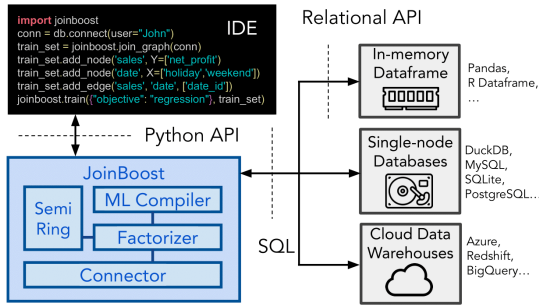 import joinboost
conn = db.connect(user="John")
train_set = joinboost.join_graph(conn)
train_set.add_node('sales', Y=['net_profit'])
train_set.add_node('date', X=['holiday','weekend'])
train_set.add_edge('sales', 'date', ['date_id'])
joinboost.train({"objective": "regression"}, train_set)
IDE
Relational API
Python API
JoinBoost
Semi
Ring
ML Compiler
Factorizer
Connector
SQL
In-memory
Dataframe
Pandas,
R Dataframe,
…
Single-node
Databases
DuckDB,
MySQL,
SQLite,
PostgreSQL…
Cloud Data
Warehouses
Azure,
Redshift,
BigQuery…